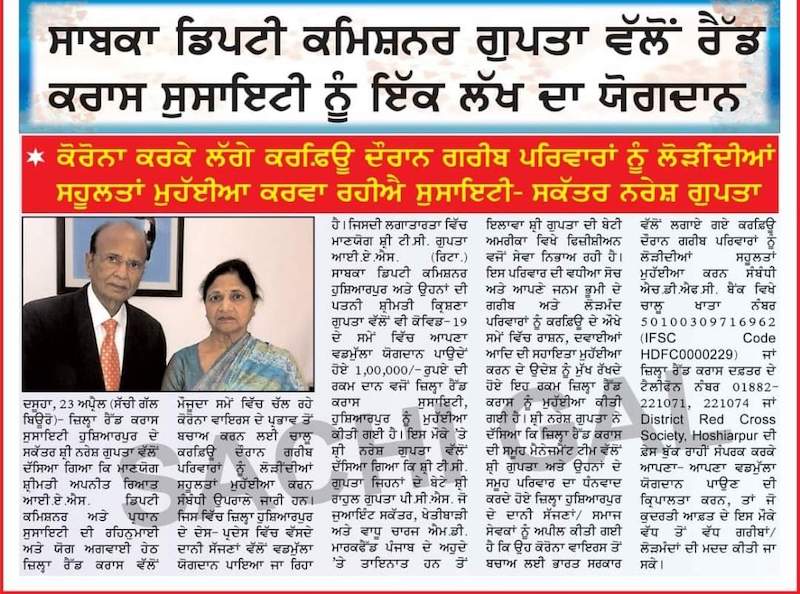 ਸਾਬਕਾ ਡਿਪਟੀ ਕਮਿਸ਼ਨਰ ਗੁਪਤਾ ਵੱਲੋਂ ਰੈੱਡ
ਕਰਾਸ ਸੁਸਾਇਟੀ ਨੂੰ ਇੱਕ ਲੱਖ ਦਾ ਯੋਗਦਾਨ
ਕੋਰੋਨਾ ਕਰਕੇ ਲੱਗੇ ਕਰਫ਼ਿਊ ਦੌਰਾਨ ਗਰੀਬ ਪਰਿਵਾਰਾਂ ਨੂੰ ਲੋੜੀਂਦੀਆਂ
ਸਹੂਲਤਾਂ ਮੁਹੱਈਆ ਕਰਵਾ ਰਹੀਐ ਸੁਸਾਇਟੀ- ਸਕੱਤਰ ਨਰੇਸ਼ ਗੁਪਤਾ
ਦਸੂਹਾ, 23 ਅਪ੍ਰੈਲ (ਸੱਚੀ ਗੱਲ
ਬਿਊਰੋ)- ਜ਼ਿਲ੍ਹਾ ਰੈੱਡ ਕਰਾਸ
ਸੁਸਾਇਟੀ ਹੁਸ਼ਿਆਰਪੁਰ ਦੇ
ਸਕੱਤਰ ਸ਼੍ਰੀ ਨਰੇਸ਼ ਗੁਪਤਾ ਵੱਲੋਂ
ਦੱਸਿਆ ਗਿਆ ਕਿ ਮਾਣਯੋਗ
ਸ਼੍ਰੀਮਤੀ ਅਪਨੀਤ ਰਿਆਤ
ਆਈ.ਏ.ਐਸ. ਡਿਪਟੀ
ਕਮਿਸ਼ਨਰ ਅਤੇ ਪ੍ਰਧਾਨ
ਸੁਸਾਇਟੀ ਦੀ ਰਹਿਨੁਮਾਈ
ਅਤੇ ਯੋਗ ਅਗਵਾਈ ਹੇਠ
ਜ਼ਿਲ੍ਹਾ ਰੈੱਡ ਕਰਾਸ ਵੱਲੋਂ
ਮੌਜੂਦਾ ਸਮੇਂ ਵਿੱਚ ਚੱਲ ਰਹੇ
ਕੋਰੋਨਾ ਵਾਇਰਸ ਦੇ ਪ੍ਰਭਾਵ ਤੋਂ
ਬਚਾਅ ਕਰਨ ਲਈ ਚਾਲੂ
ਕਰਫ਼ਿਊ ਦੌਰਾਨ ਗਰੀਬ
ਪਰਿਵਾਰਾਂ ਨੂੰ ਲੋੜੀਂਦੀਆਂ
ਸਹੂਲਤਾਂ ਮੁਹੱਈਆ ਕਰਨ
ਸੰਬੰਧੀ ਉਪਰਾਲੇ ਜਾਰੀ ਹਨ।
ਜਿਸ ਵਿੱਚ ਜ਼ਿਲ੍ਹਾ ਹੁਸ਼ਿਆਰਪੁਰ
ਦੇ ਦੇਸ- ਪ੍ਰਦੇਸ ਵਿੱਚ ਵੱਸਦੇ
ਦਾਨੀ ਸੱਜਣਾਂ ਵੱਲੋਂ ਵਡਮੁੱਲਾ
ਯੋਗਦਾਨ ਪਾਇਆ ਜਾ ਰਿਹਾ
ਹੈ। ਜਿਸਦੀ ਲਗਾਤਾਰਤਾ ਵਿੱਚ
ਮਾਣਯੋਗ ਸ਼੍ਰੀ ਟੀ.ਸੀ. ਗੁਪਤਾ
ਆਈ.ਏ.ਐਸ. (ਰਿਟਾ.)
ਸਾਬਕਾ ਡਿਪਟੀ ਕਮਿਸ਼ਨਰ
ਹੁਸ਼ਿਆਰਪੁਰ ਅਤੇ ਉਹਨਾਂ ਦੀ
ਪਤਨੀ ਸ਼੍ਰੀਮਤੀ ਕ੍ਰਿਸ਼ਣਾ
ਗੁਪਤਾ ਵੱਲੋਂ ਵੀ ਕੋਵਿਡ-19
ਦੇ ਸਮੇਂ ਵਿੱਚ ਆਪਣਾ
ਵਡਮੁੱਲਾ ਯੋਗਦਾਨ ਪਾਉਂਦੇ
ਹੋਏ 1,00,000/-ਰੁਪਏ ਦੀ
ਰਕਮ ਦਾਨ ਵਜੋਂ ਜ਼ਿਲ੍ਹਾ ਰੈੱਡ
ਕਰਾਸ ਸੁਸਾਇਟੀ,
ਹੁਸ਼ਿਆਰਪੁਰ ਨੂੰ ਮੁਹੱਈਆ
ਕੀਤੀ ਗਈ ਹੈ। ਇਸ ਮੌਕੇ 'ਤੇ
ਸ਼੍ਰੀ ਨਰੇਸ਼ ਗੁਪਤਾ ਵੱਲੋਂ
ਦੱਸਿਆ ਗਿਆ ਕਿ ਸ਼੍ਰੀ ਟੀ.ਸੀ.
ਗੁਪਤਾ ਜਿਹਨਾਂ ਦੇ ਬੇਟੇ ਸ਼੍ਰੀ
ਰਾਹੁਲ ਗੁਪਤਾ ਪੀ.ਸੀ.ਐਸ. ਜੋ
ਜੁਆਇੰਟ ਸਕੱਤਰ, ਖੇਤੀਬਾੜੀ
ਅਤੇ ਵਾਧੂ ਚਾਰਜ ਐਮ.ਡੀ.
ਮਾਰਕਫੈੱਡ ਪੰਜਾਬ ਦੇ ਅਹੁਦੇ
'ਤੇ ਤਾਇਨਾਤ ਹਨ ਤੋਂ
ਇਲਾਵਾ ਸ਼੍ਰੀ ਗੁਪਤਾ ਦੀ ਬੇਟੀ
ਅਮਰੀਕਾ ਵਿਖੇ ਫਿਜ਼ੀਸ਼ੀਅਨ
ਵਜੋਂ ਸੇਵਾ ਨਿਭਾਅ ਰਹੀ ਹੈ।
ਇਸ ਪਰਿਵਾਰ ਦੀ ਵਧੀਆ ਸੋਚ
ਅਤੇ ਆਪਣੇ ਜਨਮ ਭੂਮੀ ਦੇ
ਗਰੀਬ ਅਤੇ ਲੋੜਮੰਦ
ਪਰਿਵਾਰਾਂ ਨੂੰ ਕਰਫਿਊ ਦੇ ਔਖੇ
ਸਮੇਂ ਵਿੱਚ ਰਾਸ਼ਨ, ਦਵਾਈਆਂ
ਆਦਿ ਦੀ ਸਹਾਇਤਾ ਮੁਹੱਈਆ
ਕਰਨ ਦੇ ਉਦੇਸ਼ ਨੂੰ ਮੁੱਖ ਰੱਖਦੇ
ਹੋਏ ਇਹ ਰਕਮ ਜ਼ਿਲ੍ਹਾ ਰੈੱਡ
ਕਰਾਸ ਨੂੰ ਮੁਹੱਈਆ ਕੀਤੀ
ਗਈ ਹੈ। ਸ਼੍ਰੀ ਨਰੇਸ਼ ਗੁਪਤਾ ਨੇ
ਦੱਸਿਆ ਕਿ ਜ਼ਿਲ੍ਹਾ ਰੈੱਡ ਕਰਾਸ
ਦੀ ਸਮੂਹ ਮੈਨੇਜਮੈਂਟ ਟੀਮ ਵੱਲੋਂ
ਸ਼੍ਰੀ ਗੁਪਤਾ ਅਤੇ ਉਹਨਾਂ ਦੇ
ਸਮੂਹ ਪਰਿਵਾਰ ਦਾ ਧੰਨਵਾਦ
ਕਰਦੇ ਹੋਏ ਜ਼ਿਲ੍ਹਾ ਹੁਸ਼ਿਆਰਪੁਰ
ਦੇ ਦਾਨੀ ਸੱਜਣਾਂ/ ਸਮਾਜ
ਸੇਵਕਾਂ ਨੂੰ ਅਪੀਲ ਕੀਤੀ ਗਈ
ਹੈ ਕਿ ਉਹ ਕੋਰੋਨਾ ਵਾਇਰਸ ਤੋਂ
ਬਚਾਅ ਲਈ ਭਾਰਤ ਸਰਕਾਰ
ਵੱਲੋਂ ਲਗਾਏ ਗਏ ਕਰਫ਼ਿਊ
ਦੌਰਾਨ ਗਰੀਬ ਪਰਿਵਾਰਾਂ ਨੂੰ
ਲੋੜੀਂਦੀਆਂ ਸਹੂਲਤਾਂ
ਮੁਹੱਈਆ ਕਰਨ ਸੰਬੰਧੀ
ਐਚ.ਡੀ.ਐਫ.ਸੀ. ਬੈਂਕ ਵਿਖੇ
ਚਾਲੂ ਖਾਤਾ ਨੰਬਰ
50100309716962
(IFSC Code
HDFC0000229) ਜਾਂ
ਜ਼ਿਲ੍ਹਾ ਰੈੱਡ ਕਰਾਸ ਦਫ਼ਤਰ ਦੇ
ਟੈਲੀਫੋਨ ਨੰਬਰ 01882-
221071, 221074 ਜਾਂ
District Red Cross
Society, Hoshiarpur ਦੀ
ਫ਼ੇਸ ਬੁੱਕ ਰਾਹੀਂ ਸੰਪਰਕ ਕਰਕੇ
ਆਪਣਾ- ਆਪਣਾ ਵਡਮੁੱਲਾ
ਯੋਗਦਾਨ ਪਾਉਣ ਦੀ
ਕ੍ਰਿਪਾਲਤਾ ਕਰਨ, ਤਾਂ ਜੋ
ਕੁਦਰਤੀ ਆਫ਼ਤ ਦੇ ਇਸ ਮੌਕੇ
ਵੱਧ ਤੋਂ ਵੱਧ ਗਰੀਬਾਂ/
ਲੋੜਮੰਦਾਂ ਦੀ ਮਦਦ ਕੀਤੀ ਜਾ
ਸਕੇ।
SACHI GAL